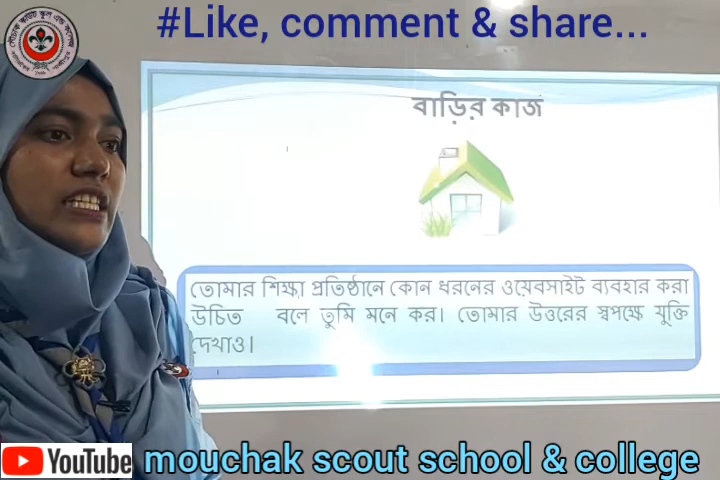 #Like, comment & share...
বাড়ির কাজ
তোমার শিক্ষা প্রতিষ্ঠানে কোন ধরনের ওয়েবসাইট ব্যবহার করা
উচিত বলে তুমি মনে কর। তোমার উত্তরের স্বপক্ষে যুক্তি
দেখাও।
YouTube mouchak scout school & college